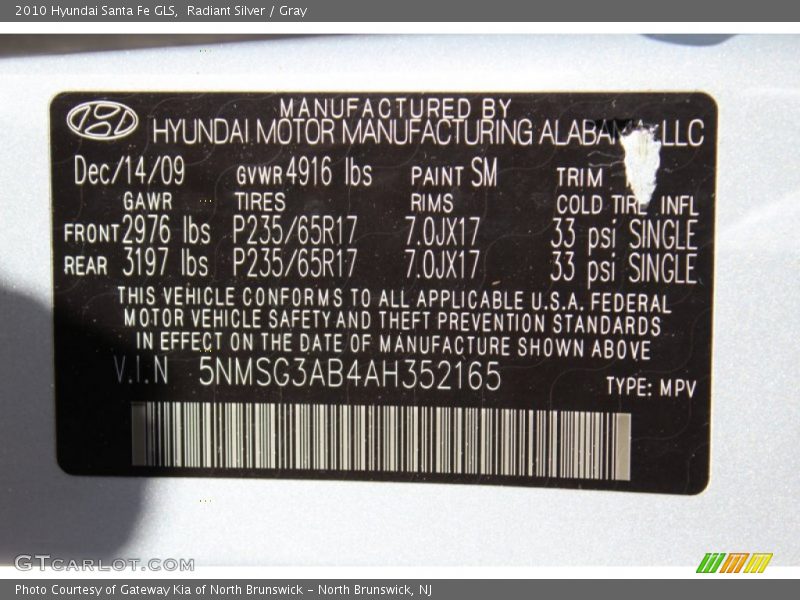 2010 Hyundai Santa Fe GLS,  Radiant Silver / Gray
MANUFACTURED BY
HYUNDAI MOTOR MANUFACTURING ALABAMA, LLC
Dec/14/09 GVWR 4916 lbs PAINT SM TRIM
GAWR TIRES RIMS COLD TIRE INFL
FRONT 2976 lbs P235/65R17 7.0JX17 33 psi SINGLE
REAR 3197 lbs P235/65R17 7.0JX17 33 psi SINGLE
THIS VEHICLE CONFORMS TO ALL APPLICABLE U.S.A. FEDERAL
MOTOR VEHICLE SAFETY AND THEFT PREVENTION STANDARDS
IN EFFECT ON THE DATE OF MANUFACTURE SHOWN ABOVE
V.I.N 5NMSG3AB4AH352165 TYPE: MPV
GTCARLOT.COM
Photo Courtesy of Gateway Kia of North Brunswick – North Brunswick, NJ